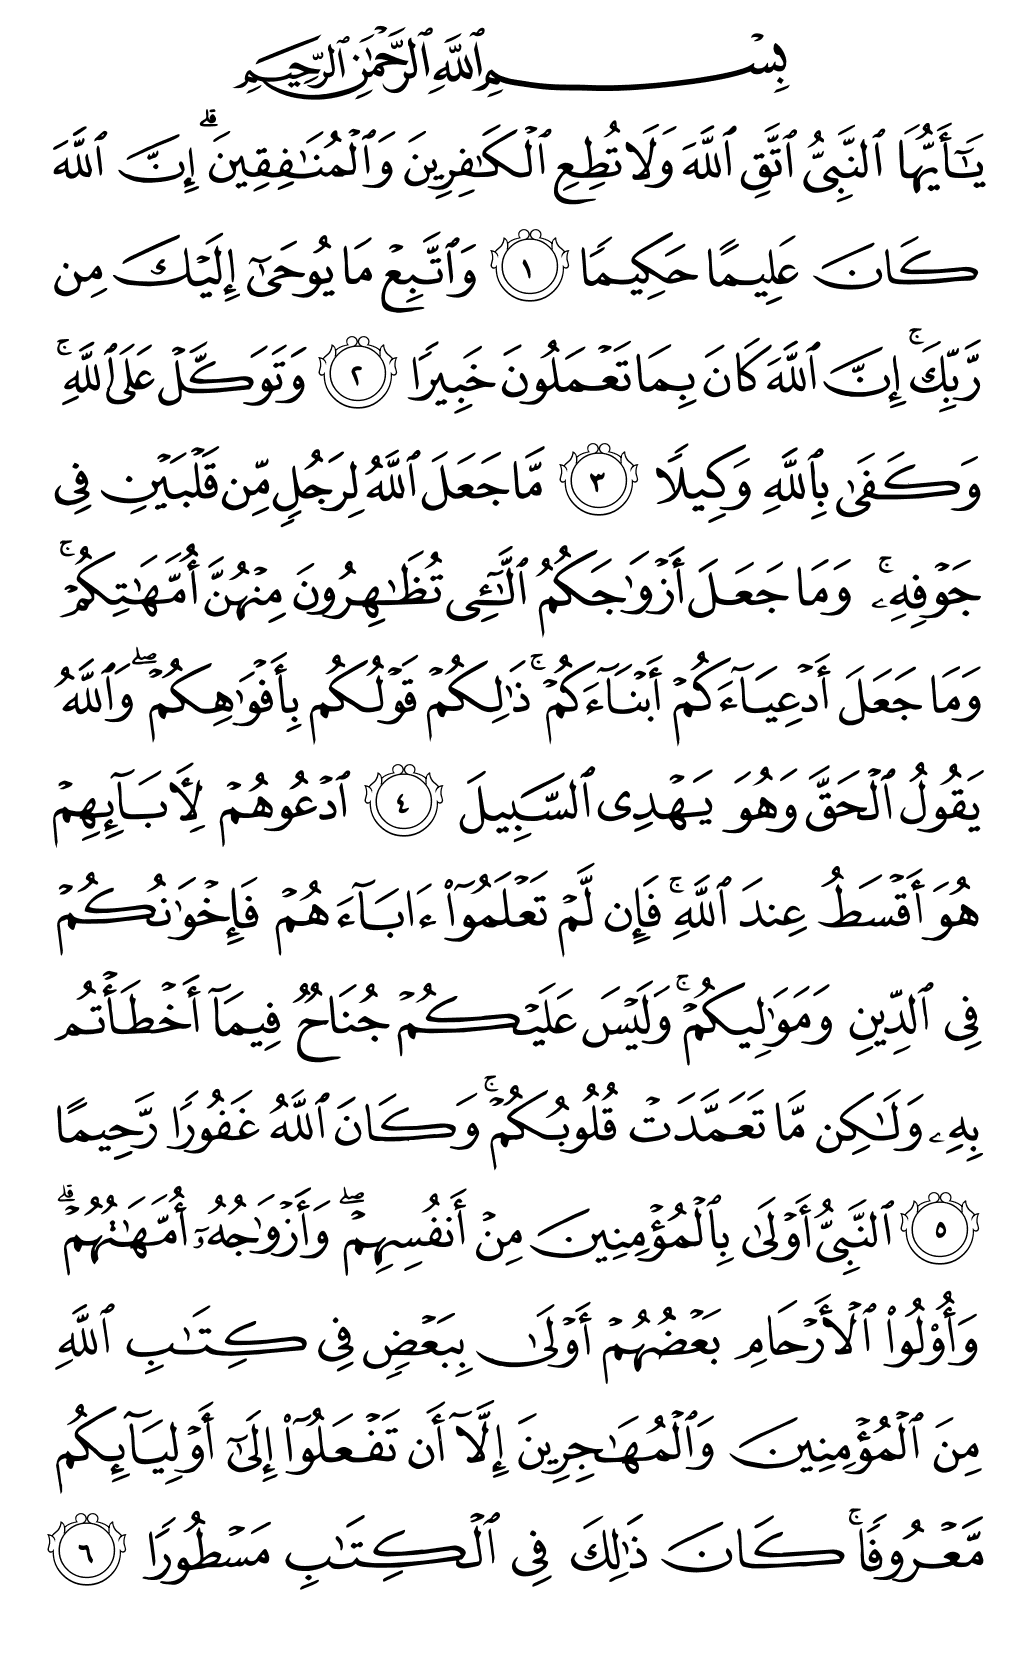 بِسْمِ ٱللَّهِ ٱلرَّحْمَٰنِ ٱلرَّحِيمِ
يَٰٓأَيُّهَا ٱلنَّبِىُّ ٱتَّقِ ٱللَّهَ وَلَا تُطِعِ ٱلْكَٰفِرِينَ وَٱلْمُنَٰفِقِينَ ۗ إِنَّ ٱللَّهَ
كَانَ عَلِيمًا حَكِيمًا ١ وَٱتَّبِعْ مَا يُوحَىٰٓ إِلَيْكَ مِن
رَّبِّكَ ۚ إِنَّ ٱللَّهَ كَانَ بِمَا تَعْمَلُونَ خَبِيرًا ٢ وَتَوَكَّلْ عَلَى ٱللَّهِ ۚ
وَكَفَىٰ بِٱللَّهِ وَكِيلًا ٣ مَّا جَعَلَ ٱللَّهُ لِرَجُلٍ مِّن قَلْبَيْنِ فِى
جَوْفِهِۦ ۚ وَمَا جَعَلَ أَزْوَٰجَكُمُ ٱلَّٰٓـِٔى تُظَٰهِرُونَ مِنْهُنَّ أُمَّهَٰتِكُمْ ۚ
وَمَا جَعَلَ أَدْعِيَآءَكُمْ أَبْنَآءَكُمْ ۚ ذَٰلِكُمْ قَوْلُكُم بِأَفْوَٰهِكُمْ ۖ وَٱللَّهُ
يَقُولُ ٱلْحَقَّ وَهُوَ يَهْدِى ٱلسَّبِيلَ ٤ ٱدْعُوهُمْ لِأَبَآئِهِمْ
هُوَ أَقْسَطُ عِندَ ٱللَّهِ ۚ فَإِن لَّمْ تَعْلَمُوٓا۟ ءَابَآءَهُمْ فَإِخْوَٰنُكُمْ
فِى ٱلدِّينِ وَمَوَٰلِيكُمْ ۚ وَلَيْسَ عَلَيْكُمْ جُنَاحٌ فِيمَآ أَخْطَأْتُم
بِهِۦ وَلَٰكِن مَّا تَعَمَّدَتْ قُلُوبُكُمْ ۚ وَكَانَ ٱللَّهُ غَفُورًا رَّحِيمًا
٥ ٱلنَّبِىُّ أَوْلَىٰ بِٱلْمُؤْمِنِينَ مِنْ أَنفُسِهِمْ ۖ وَأَزْوَٰجُهُۥٓ أُمَّهَٰتُهُمْ ۗ
وَأُو۟لُوا۟ ٱلْأَرْحَامِ بَعْضُهُمْ أَوْلَىٰ بِبَعْضٍ فِى كِتَٰبِ ٱللَّهِ
مِنَ ٱلْمُؤْمِنِينَ وَٱلْمُهَٰجِرِينَ إِلَّآ أَن تَفْعَلُوٓا۟ إِلَىٰٓ أَوْلِيَآئِكُم
مَّعْرُوفًا ۚ كَانَ ذَٰلِكَ فِى ٱلْكِتَٰبِ مَسْطُورًا ٦